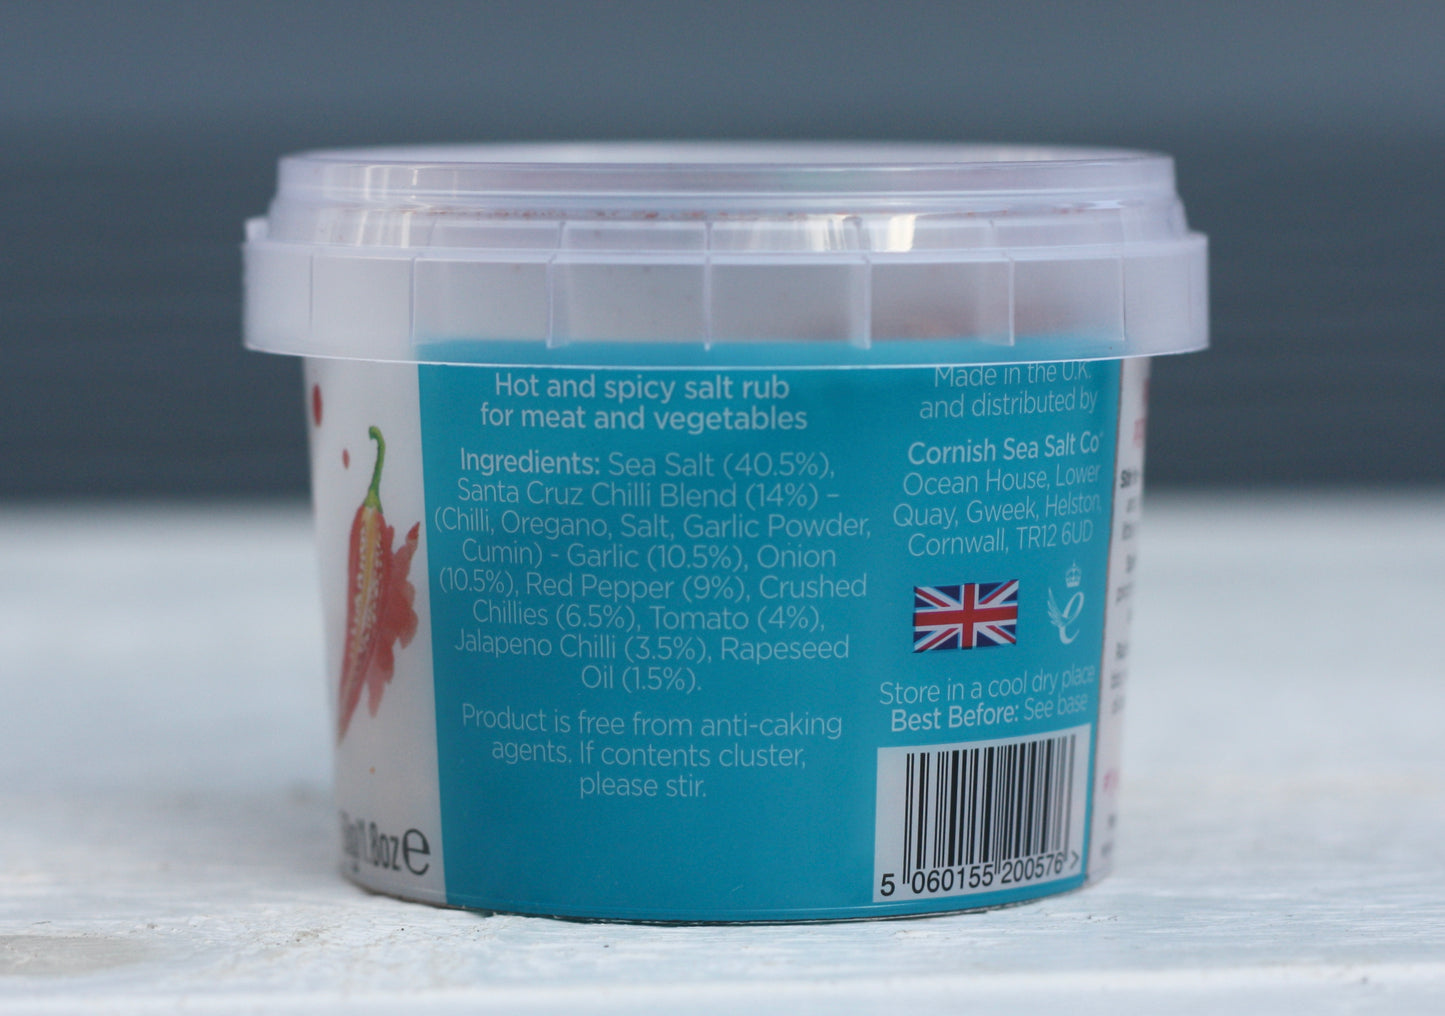 Hot and spicy salt rub
for meat and vegetables
Ingredients: Sea Salt (40.5%),
Santa Cruz Chilli Blend (14%) –
(Chilli, Oregano, Salt, Garlic Powder,
Cumin) - Garlic (10.5%), Onion
(10.5%), Red Pepper (9%), Crushed
Chillies (6.5%), Tomato (4%),
Jalapeno Chilli (3.5%), Rapeseed
Oil (1.5%).
Product is free from anti-caking
agents. If contents cluster,
please stir.
Made in the U.K.
and distributed by
Cornish Sea Salt Co
Ocean House, Lower
Quay, Gweek, Helston,
Cornwall, TR12 6UD
Store in a cool dry place
Best Before: See base
5 060155 200576 >
1.8oz e